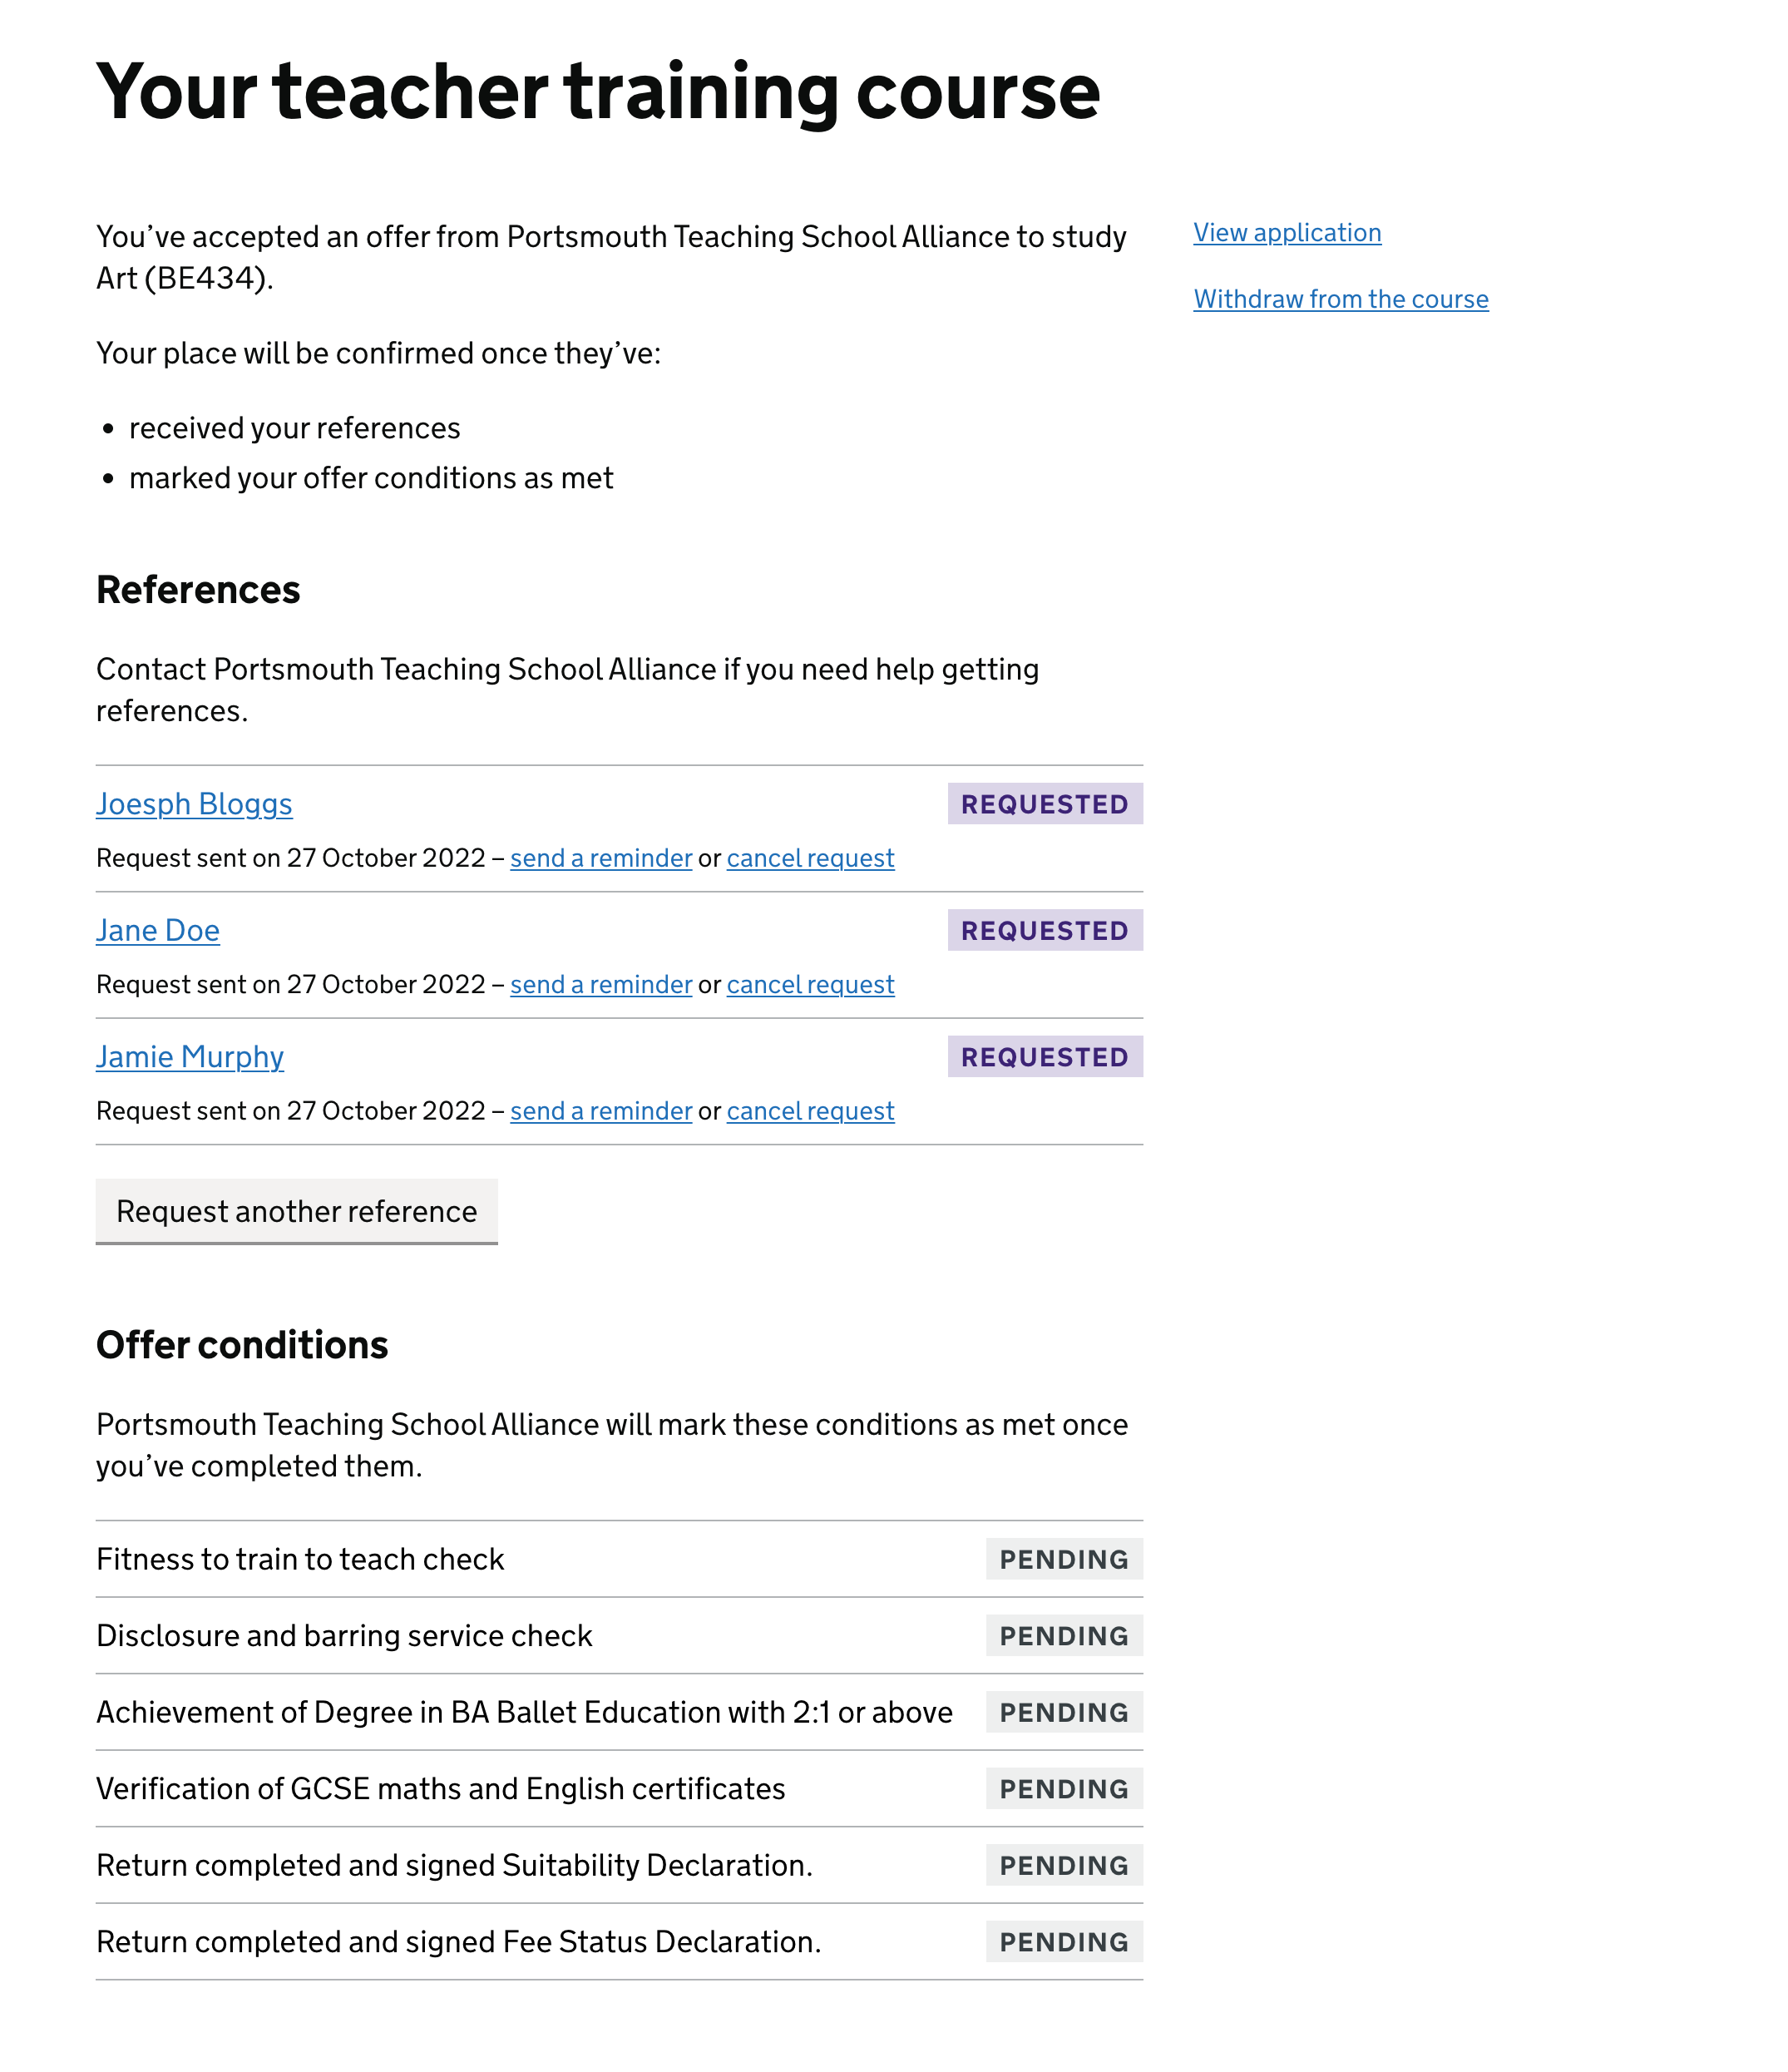 Your teacher training course
You’ve accepted an offer from Portsmouth Teaching School Alliance to study
Art (BE434).
Your place will be confirmed once they’ve:
• received your references
• marked your offer conditions as met
View application
Withdraw from the course
References
Contact Portsmouth Teaching School Alliance if you need help getting
references.
Joesph Bloggs REQUESTED
Request sent on 27 October 2022 – send a reminder or cancel request
Jane Doe REQUESTED
Request sent on 27 October 2022 – send a reminder or cancel request
Jamie Murphy REQUESTED
Request sent on 27 October 2022 – send a reminder or cancel request
Request another reference
Offer conditions
Portsmouth Teaching School Alliance will mark these conditions as met once
you’ve completed them.
Fitness to train to teach check PENDING
Disclosure and barring service check PENDING
Achievement of Degree in BA Ballet Education with 2:1 or above PENDING
Verification of GCSE maths and English certificates PENDING
Return completed and signed Suitability Declaration. PENDING
Return completed and signed Fee Status Declaration. PENDING